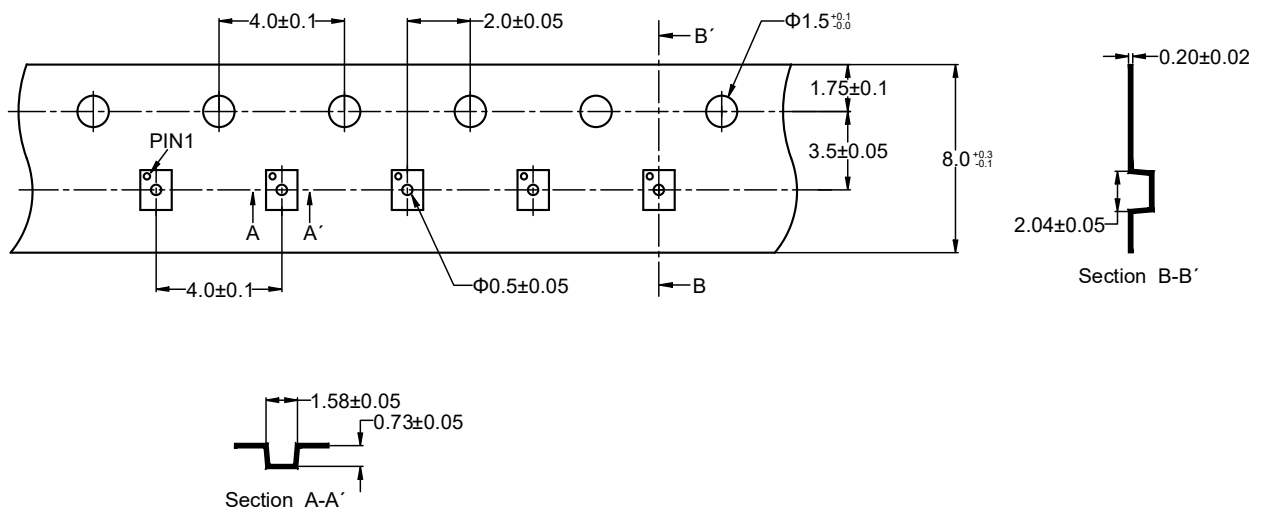 4.0±0.1
2.0±0.05
B´
Φ1.5 +0.1 -0.0
0.20±0.02
1.75±0.1
PIN1
3.5±0.05
8.0 +0.3 -0.1
A
A´
2.04±0.05
4.0±0.1
Φ0.5±0.05
B
Section B-B´
1.58±0.05
0.73±0.05
Section A-A´